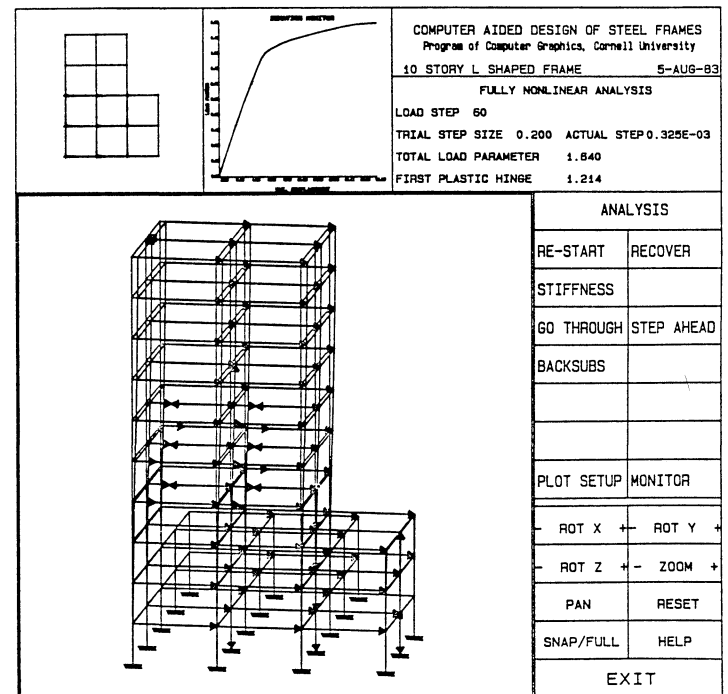 COMPUTER AIDED DESIGN OF STEEL FRAMES
Program of Computer Graphics, Cornell University
10 STORY L SHAPED FRAME 5-AUG-83
FULLY NONLINEAR ANALYSIS
LOAD STEP 60
TRIAL STEP SIZE 0.200 ACTUAL STEP 0.325E-03
TOTAL LOAD PARAMETER 1.640
FIRST PLASTIC HINGE 1.214
ANALYSIS
RE-START RECOVER
STIFFNESS
GO THROUGH STEP AHEAD
BACKSUBS
PLOT SETUP MONITOR
- ROT X + - ROT Y +
- ROT Z + - ZOOM +
PAN RESET
SNAP/FULL HELP
EXIT